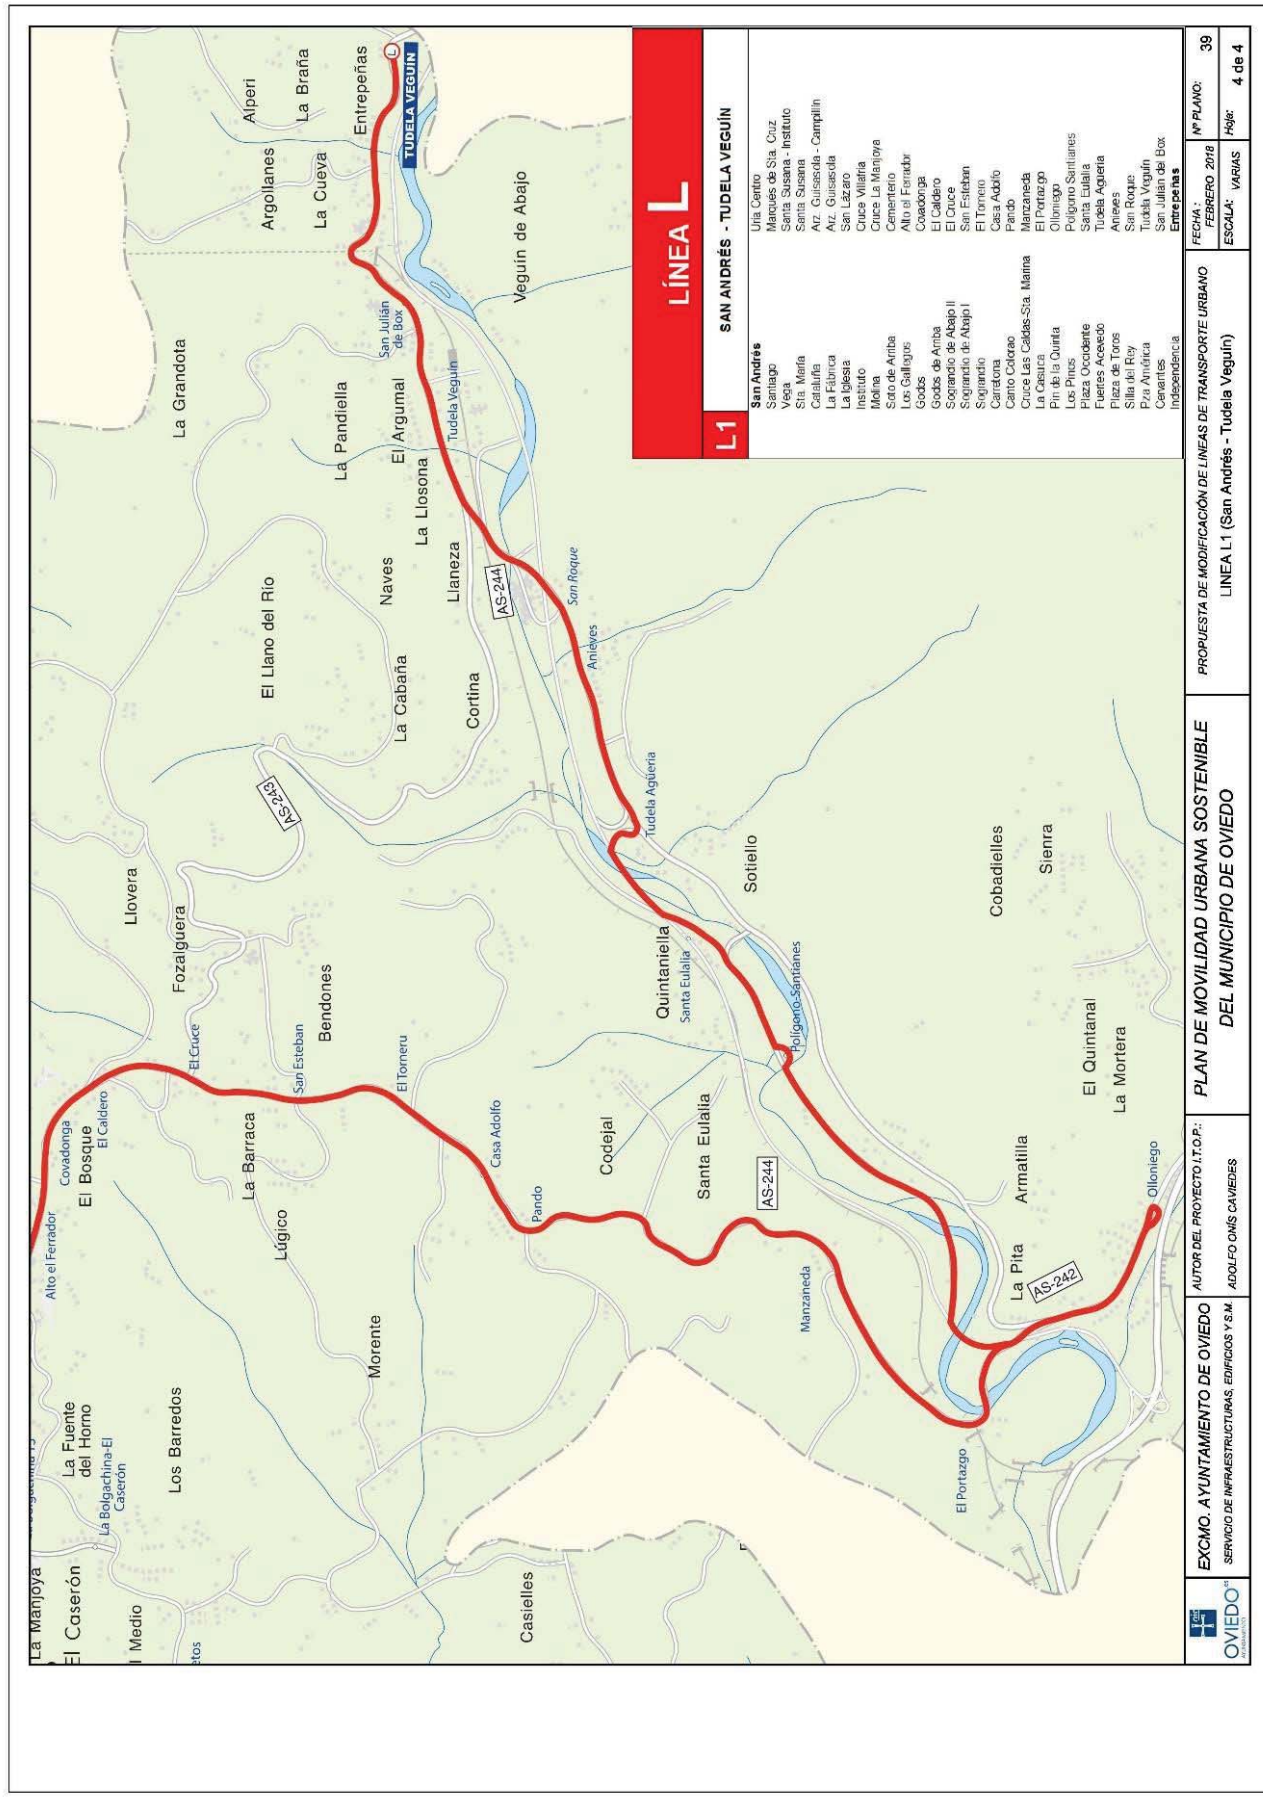 La Manjoya
El Caserón
l Medio
etos
La Fuente
del Horno
La Bolgachina-El
Caserón
Los Barredos
Casielles
Morente
Lúgico
La Barraca
Alto el Ferrador
Covadonga
El Bosque
El Caldero
El Cruce
San Esteban
Bendones
El Torneru
Casa Adolfo
Pando
Llovera
Fozalguera
AS-243
El Llano del Rio
La Grandota
La Pandiella
El Argumal
La Llosona
Naves
Llaneza
La Cabaña
Cortina
Alperi
La Braña
Argollanes
La Cueva
Entrepeñas
L
TUDELA VEGUÍN
San Julián
de Box
Tudela Veguín
Veguín de Abajo
AS-244
San Roque
Anieves
Tudela Agüeria
Sotiello
Quintaniella
Santa Eulalia
Polígono-Santianes
Codejal
Santa Eulalia
AS-244
Manzaneda
El Portazgo
La Pita
Armatilla
AS-242
Olloniego
El Quintanal
La Mortera
Cobadielles
Sienra
LÍNEA L
L1
SAN ANDRÉS - TUDELA VEGUÍN
San Andrés
Santiago
Vega
Sta. María
Cataluña
La Fábrica
La Iglesia
Instituto
Molina
Soto de Arriba
Los Gallegos
Godos
Godos de Arriba
Sograndio de Abajo II
Sograndio de Abajo I
Sograndio
Carretona
Canto Colorao
Cruce Las Caldas-Sta. Marina
La Casuca
Pin de la Quinta
Los Pinos
Plaza Occidente
Fuertes Acevedo
Plaza de Toros
Silla del Rey
Pza América
Cervantes
Independencia
Uría Centro
Marqués de Sta. Cruz
Santa Susana - Instituto
Santa Susana
Arz. Guisasola - Campillín
Arz. Guisasola
San Lázaro
Cruce Villafría
Cruce La Manjoya
Cementerio
Alto el Ferrador
Covadonga
El Caldero
El Cruce
San Esteban
El Tornero
Casa Adolfo
Pando
Manzaneda
El Portazgo
Olloniego
Polígono Santianes
Santa Eulalia
Tudela Agueria
Anieves
San Roque
Tudela Veguín
San Julián del Box
Entrepeñas
OVIEDO
AYUNTAMIENTO
EXCMO. AYUNTAMIENTO DE OVIEDO
SERVICIO DE INFRAESTRUCTURAS, EDIFICIOS Y S.M.
AUTOR DEL PROYECTO I.T.O.P.:
ADOLFO ONÍS CAVIEDES
PLAN DE MOVILIDAD URBANA SOSTENIBLE
DEL MUNICIPIO DE OVIEDO
PROPUESTA DE MODIFICACIÓN DE LINEAS DE TRANSPORTE URBANO
LINEA L1 (San Andrés - Tudela Veguín)
FECHA:
FEBRERO 2018
ESCALA: VARIAS
Nº PLANO:
39
Hoja:
4 de 4